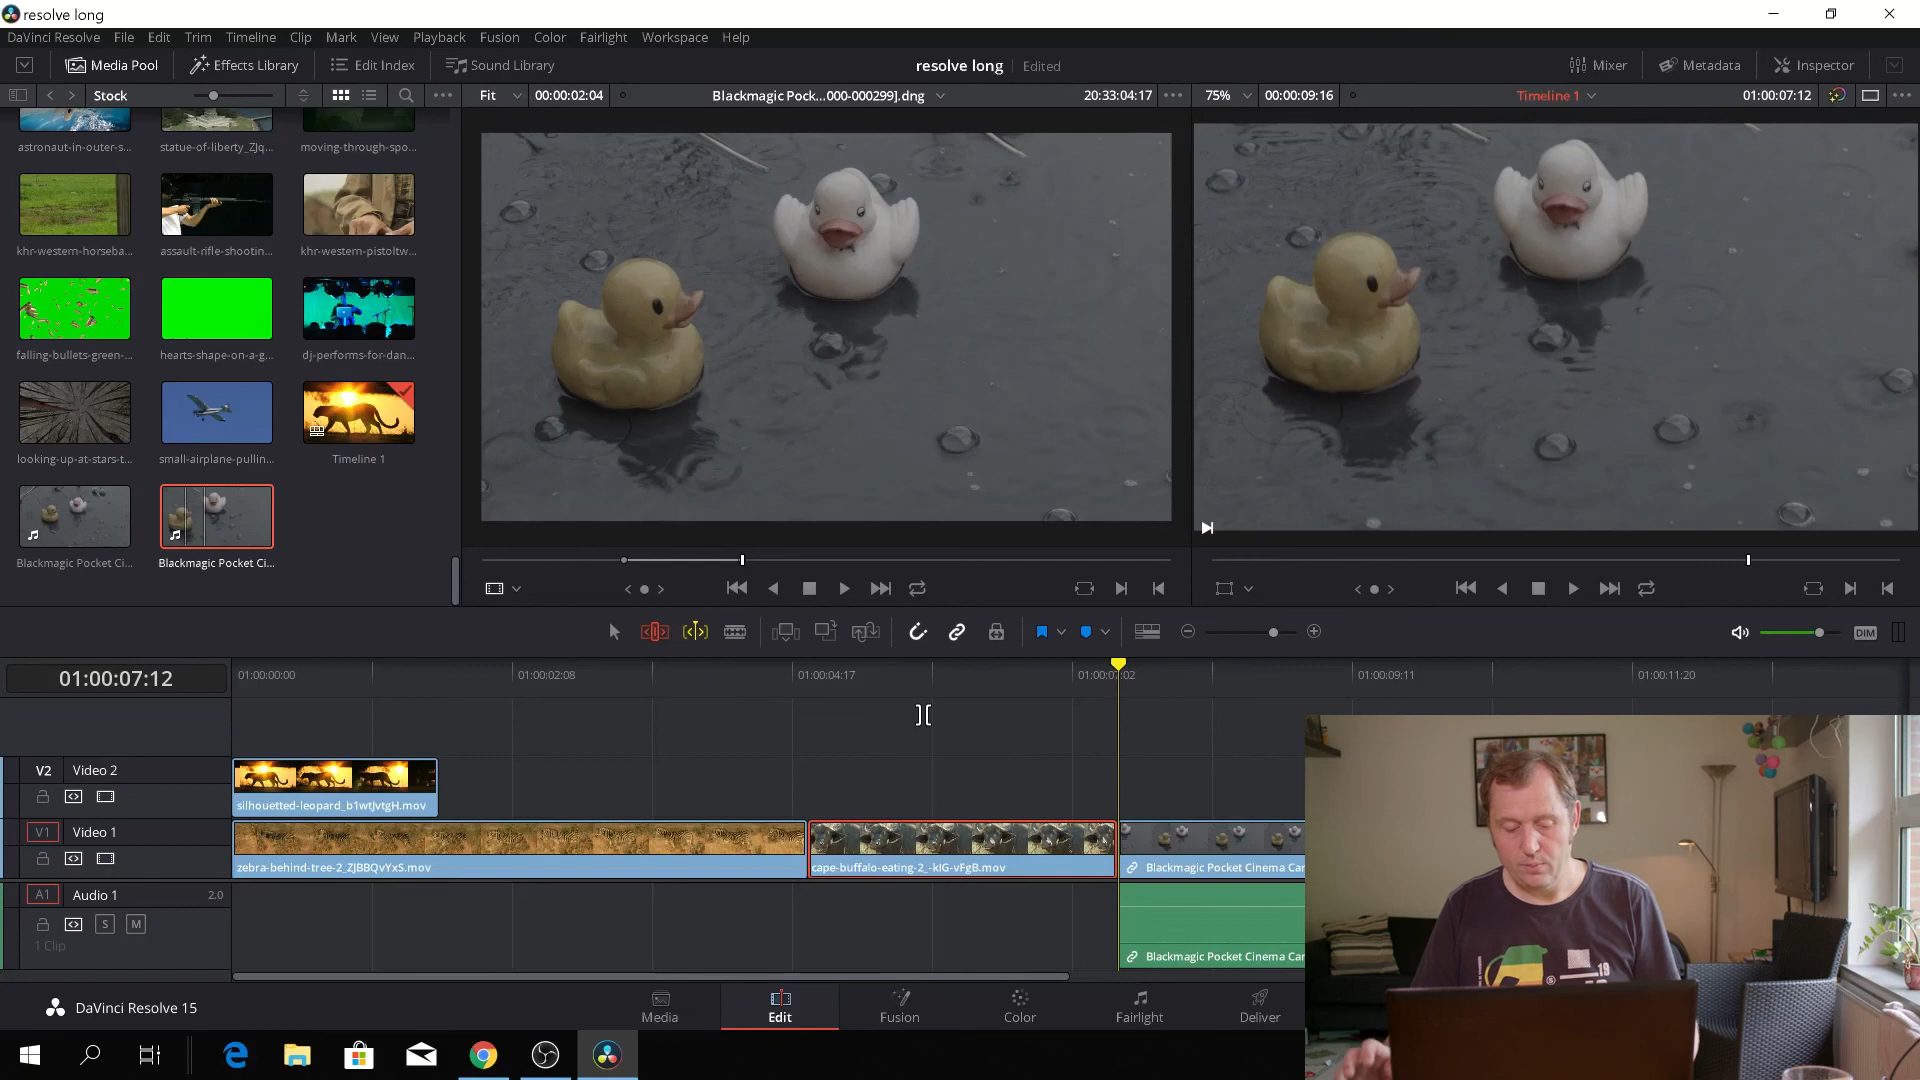 resolve long
DaVinci Resolve File Edit Trim Timeline Clip Mark View Playback Fusion Color Fairlight Workspace Help
Media Pool Effects Library Edit Index Sound Library resolve long Edited Mixer Metadata Inspector
Stock Fit 00:00:02:04 Blackmagic Pock...000-000299].dng 20:33:04:17 75% 00:00:09:16 Timeline 1 01:00:07:12
astronaut-in-outer-s... statue-of-liberty_ZJq... moving-through-spo...
khr-western-horseba... assault-rifle-shootin... khr-western-pistoltw...
falling-bullets-green-... hearts-shape-on-a-g... dj-performs-for-dan...
looking-up-at-stars-t... small-airplane-pullin... Timeline 1
Blackmagic Pocket Ci... Blackmagic Pocket Ci...
DIM
01:00:07:12 01:00:00:00 01:00:02:08 01:00:04:17 01:00:07:02 01:00:09:11 01:00:11:20
V2 Video 2
silhouetted-leopard_b1wtJvtgH.mov
V1 Video 1
zebra-behind-tree-2_ZJBBQvYxS.mov cape-buffalo-eating-2_-kIG-vFgB.mov Blackmagic Pocket Cinema Car
A1 Audio 1 2.0
S M
1 Clip
Blackmagic Pocket Cinema Car
19
DaVinci Resolve 15 Media Edit Fusion Color Fairlight Deliver